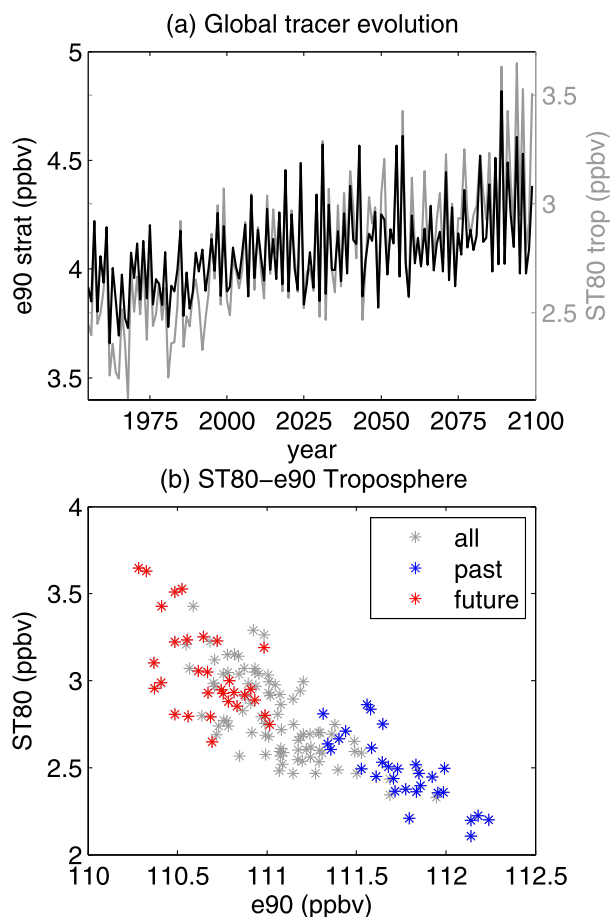 (a) Global tracer evolution
5
4.5
4
3.5
e90 strat (ppbv)
3.5
3
2.5
ST80 trop (ppbv)
1975 2000 2025 2050 2075 2100
year
(b) ST80−e90 Troposphere
4
3.5
3
2.5
2
ST80 (ppbv)
all
past
future
110 110.5 111 111.5 112 112.5
e90 (ppbv)